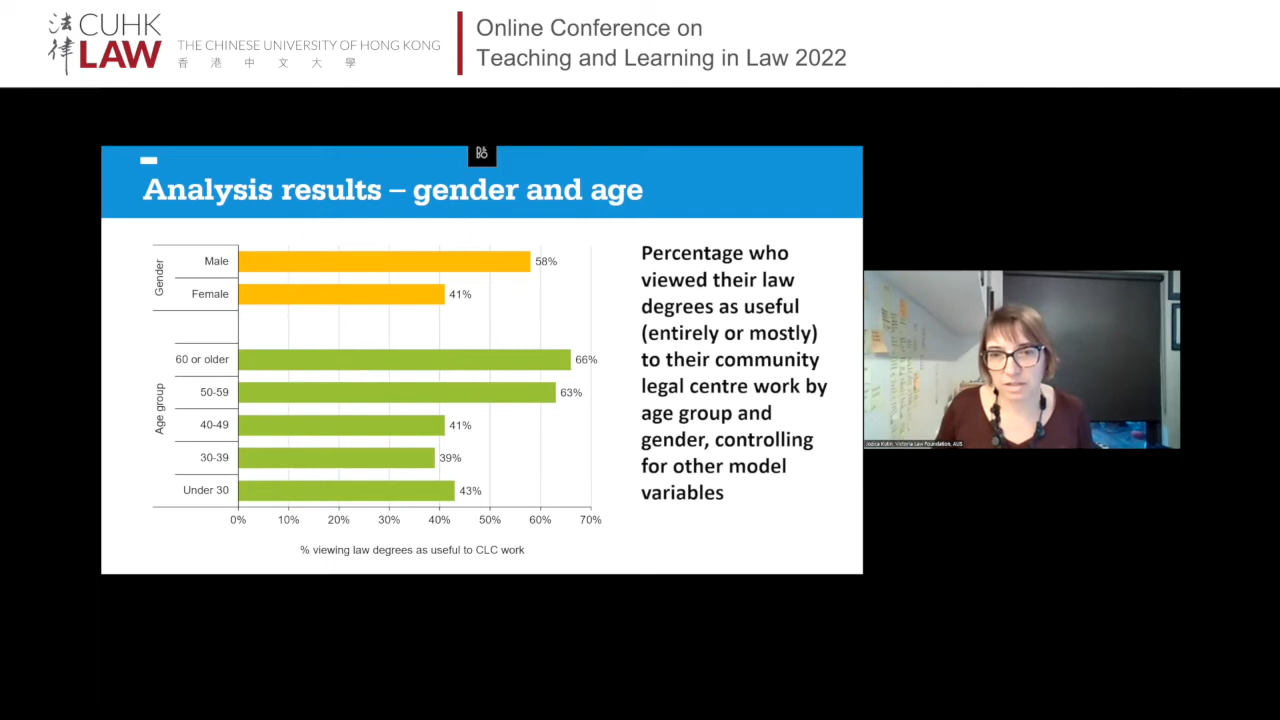 法律
CUHK
LAW
THE CHINESE UNIVERSITY OF HONG KONG
香港中文大學
Online Conference on
Teaching and Learning in Law 2022
Analysis results – gender and age
Gender
Male
58%
Female
41%
Age group
60 or older
66%
50-59
63%
40-49
41%
30-39
39%
Under 30
43%
0% 10% 20% 30% 40% 50% 60% 70%
% viewing law degrees as useful to CLC work
Percentage who
viewed their law
degrees as useful
(entirely or mostly)
to their community
legal centre work by
age group and
gender, controlling
for other model
variables
Victoria Law Foundation, AUS